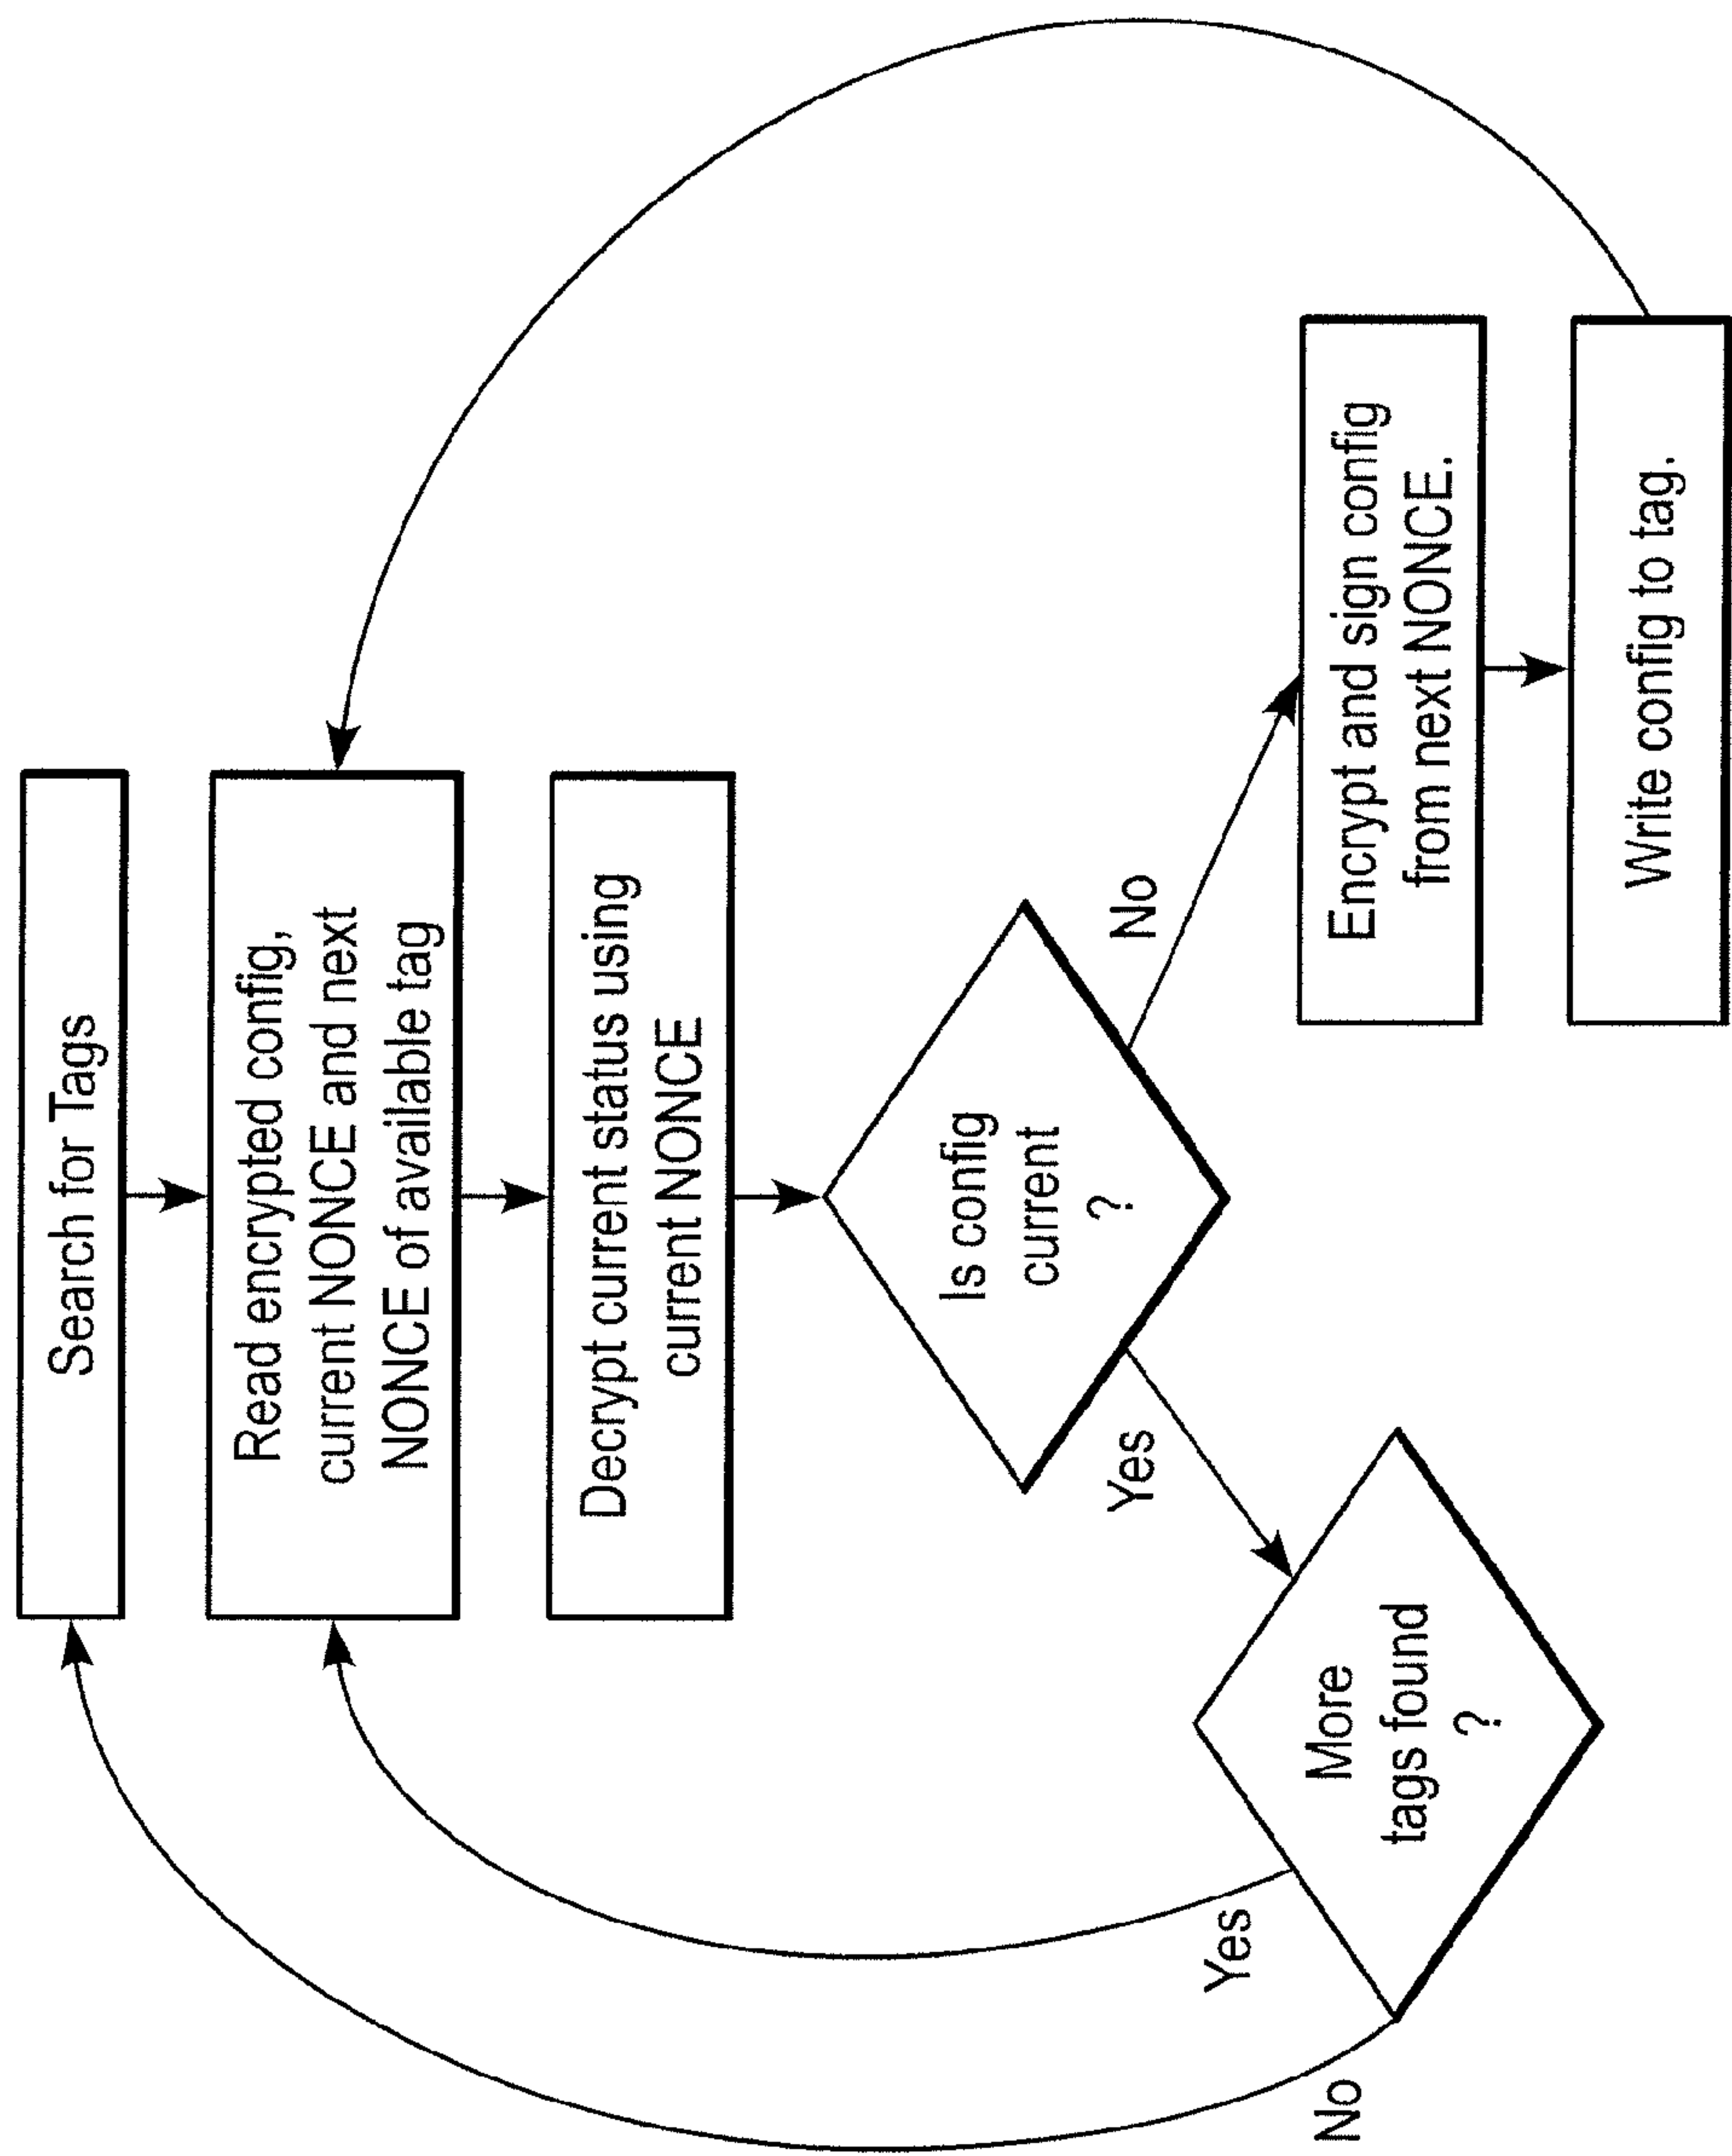 Search for Tags
Read encrypted config,
current NONCE and next
NONCE of available tag
Decrypt current status using
current NONCE
Is config
current
?
No
Yes
Encrypt and sign config
from next NONCE.
Write config to tag.
More
tags found
?
Yes
No